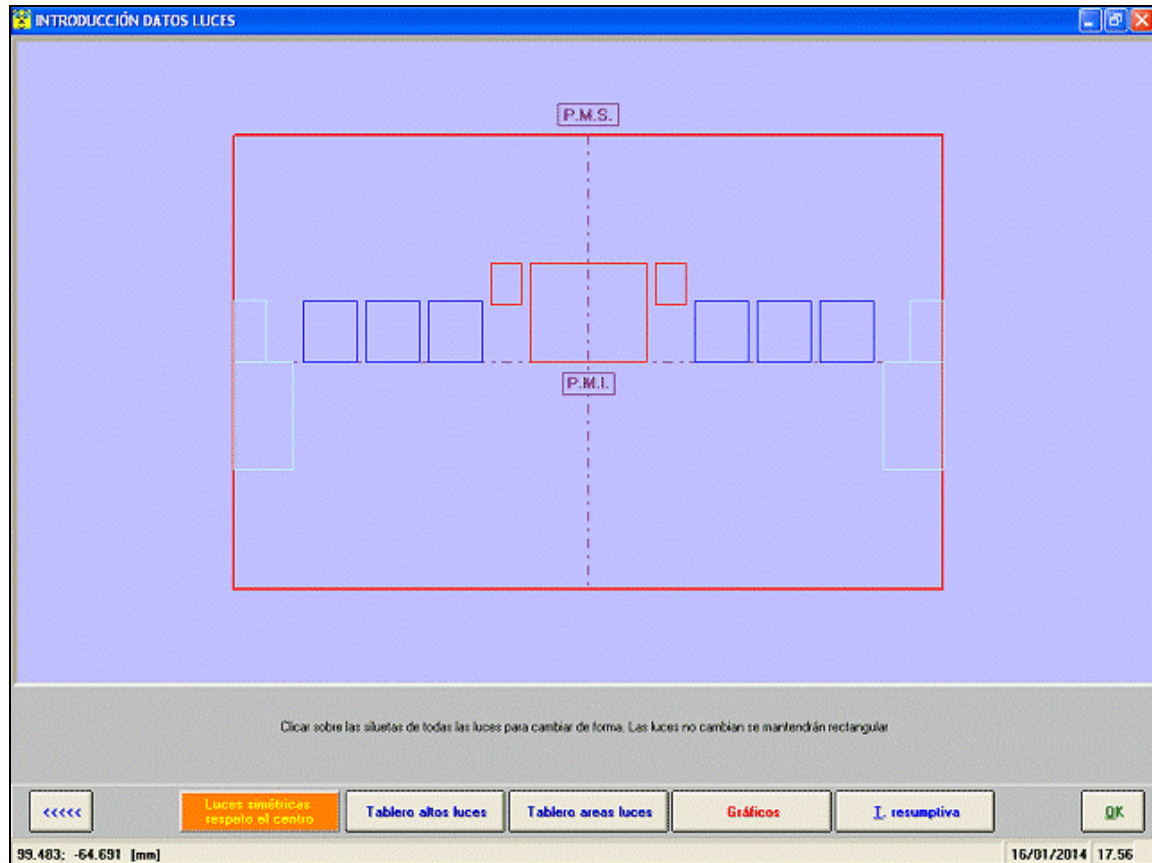 INTRODUCCIÓN DATOS LUCES
P.M.S.
P.M.I.
Clicar sobre las siluetas de todas las luces para cambiar de forma. Las luces no cambian se mantendrán rectangular
<<<<<
Luces simétricas
respeto el centro
Tablero altos luces
Tablero areas luces
Gráficos
T. resumptiva
OK
99.483; -64.691 [mm]
16/01/2014 17.56